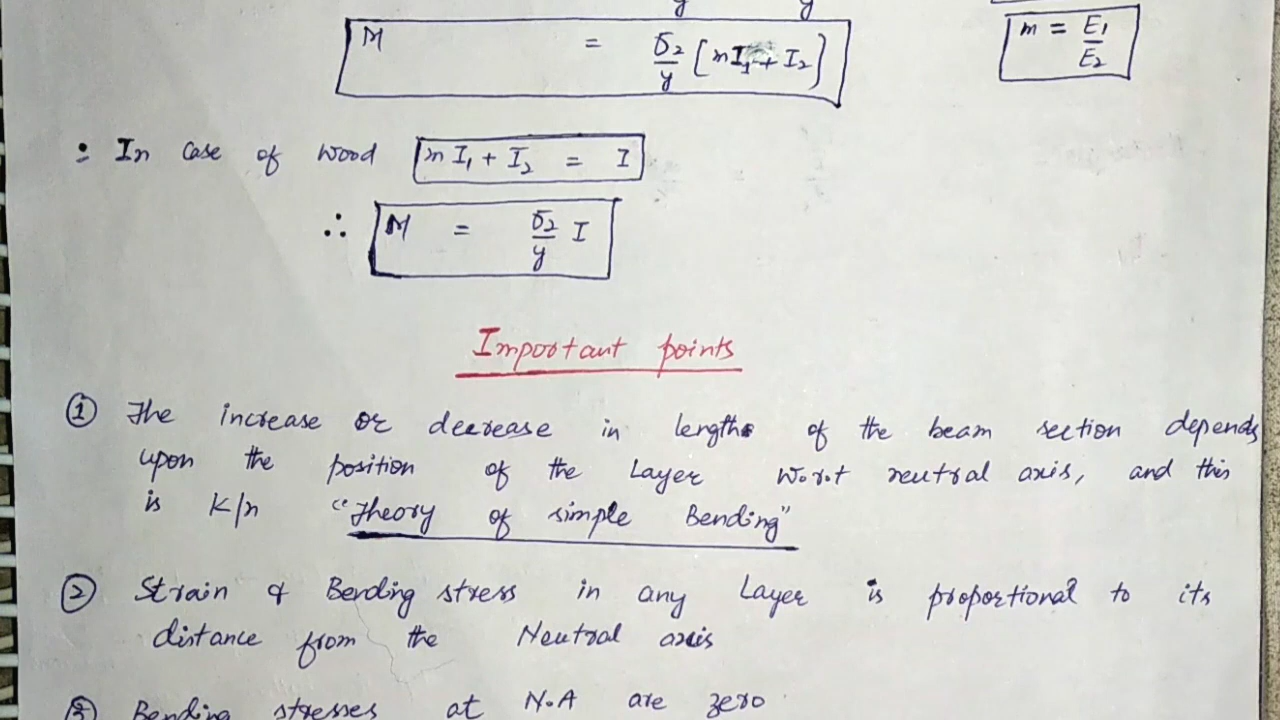 y y
M = σ₂/y [mI₁ + I₂]
m = E₁/E₂
: In case of wood mI₁ + I₂ = I
∴ M = σ₂/y I
Important points
① The increase or decrease in length of the beam section depends
upon the position of the Layer w.r.t neutral axis, and this
is K/n "Theory of simple Bending"
② Strain & Bending stress in any Layer is proportional to its
distance from the Neutral axis
③ Bending stresses at N.A are zero